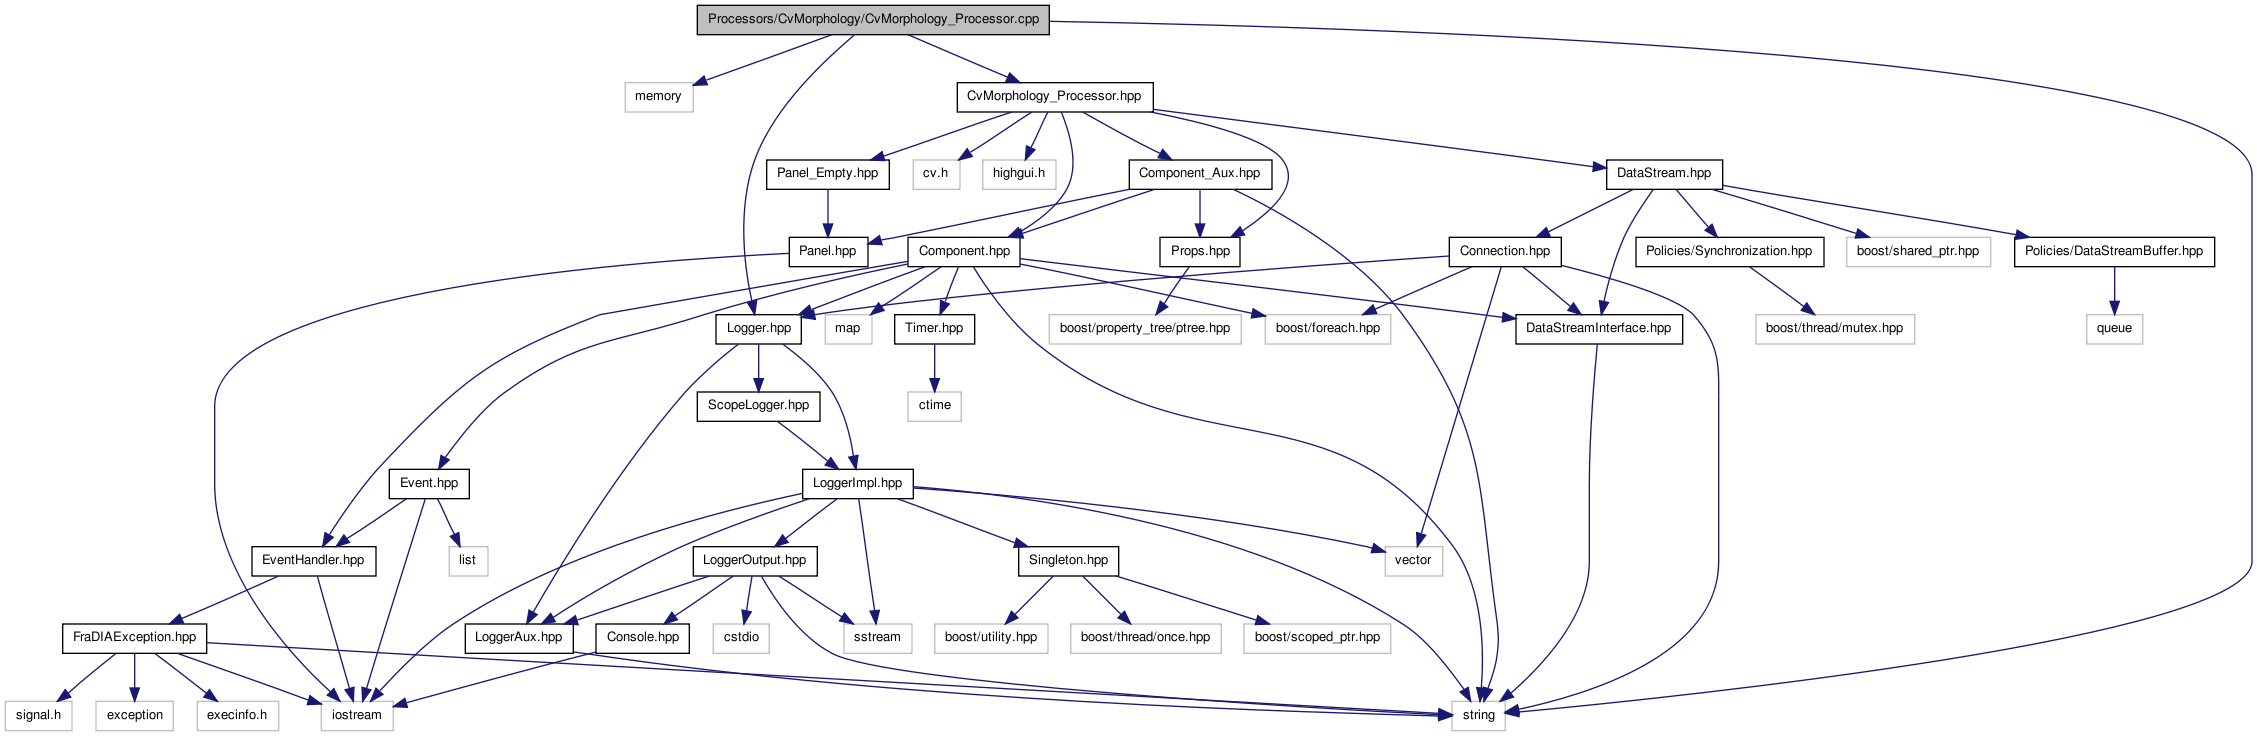 Processors/CvMorphology/CvMorphology_Processor.cpp
memory
CvMorphology_Processor.hpp
Panel_Empty.hpp
cv.h
highgui.h
Component_Aux.hpp
DataStream.hpp
Panel.hpp
Component.hpp
Props.hpp
Connection.hpp
Policies/Synchronization.hpp
boost/shared_ptr.hpp
Policies/DataStreamBuffer.hpp
Logger.hpp
map
Timer.hpp
boost/property_tree/ptree.hpp
boost/foreach.hpp
DataStreamInterface.hpp
boost/thread/mutex.hpp
queue
ScopeLogger.hpp
ctime
Event.hpp
LoggerImpl.hpp
EventHandler.hpp
list
LoggerOutput.hpp
Singleton.hpp
vector
FraDIAException.hpp
LoggerAux.hpp
Console.hpp
cstdio
sstream
boost/utility.hpp
boost/thread/once.hpp
boost/scoped_ptr.hpp
signal.h
exception
execinfo.h
iostream
string